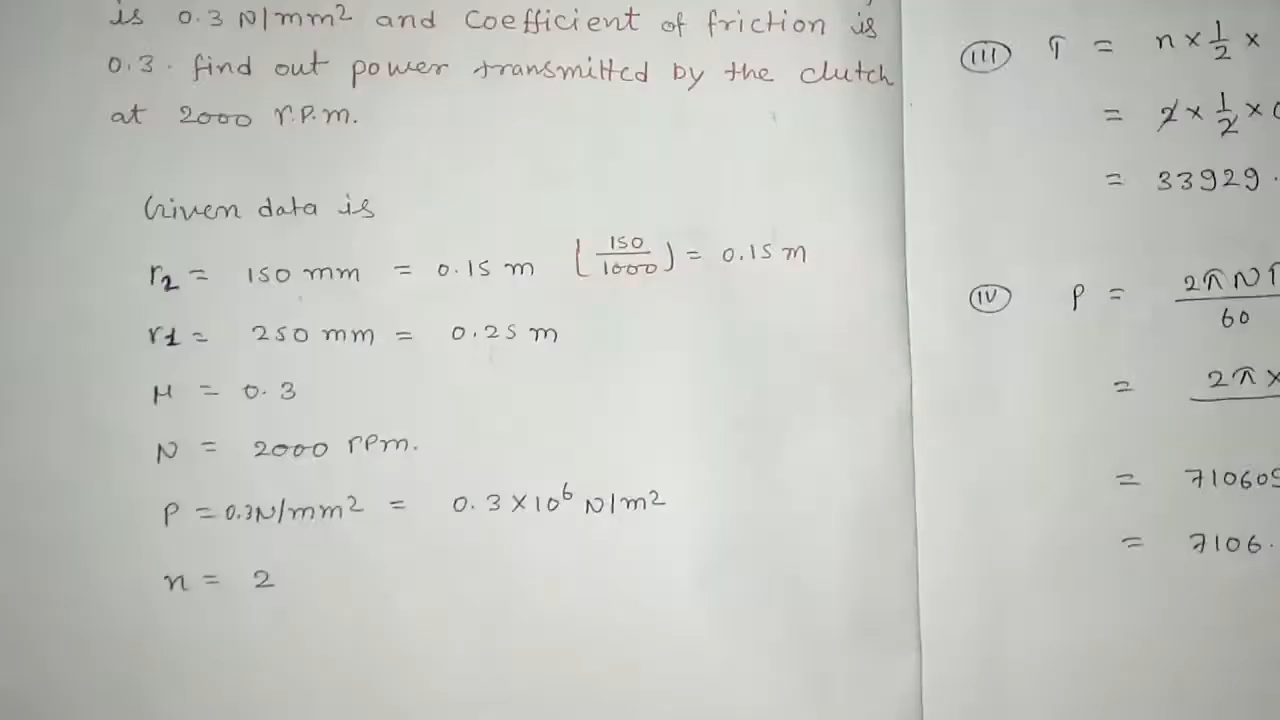 is 0.3 N/mm² and Coefficient of friction is
0.3. find out power transmitted by the clutch
at 2000 r.p.m.
Given data is
r₂ = 150 mm = 0.15 m (150/1000) = 0.15 m
r1 = 250 mm = 0.25 m
μ = 0.3
N = 2000 rpm.
P = 0.3N/mm² = 0.3 × 10⁶ N/m²
n = 2
(iii) T = n × 1/2 ×
= 2 × 1/2 ×
= 33929.
(iv) P = 2πNT/60
= 2π ×
= 71060
= 7106.